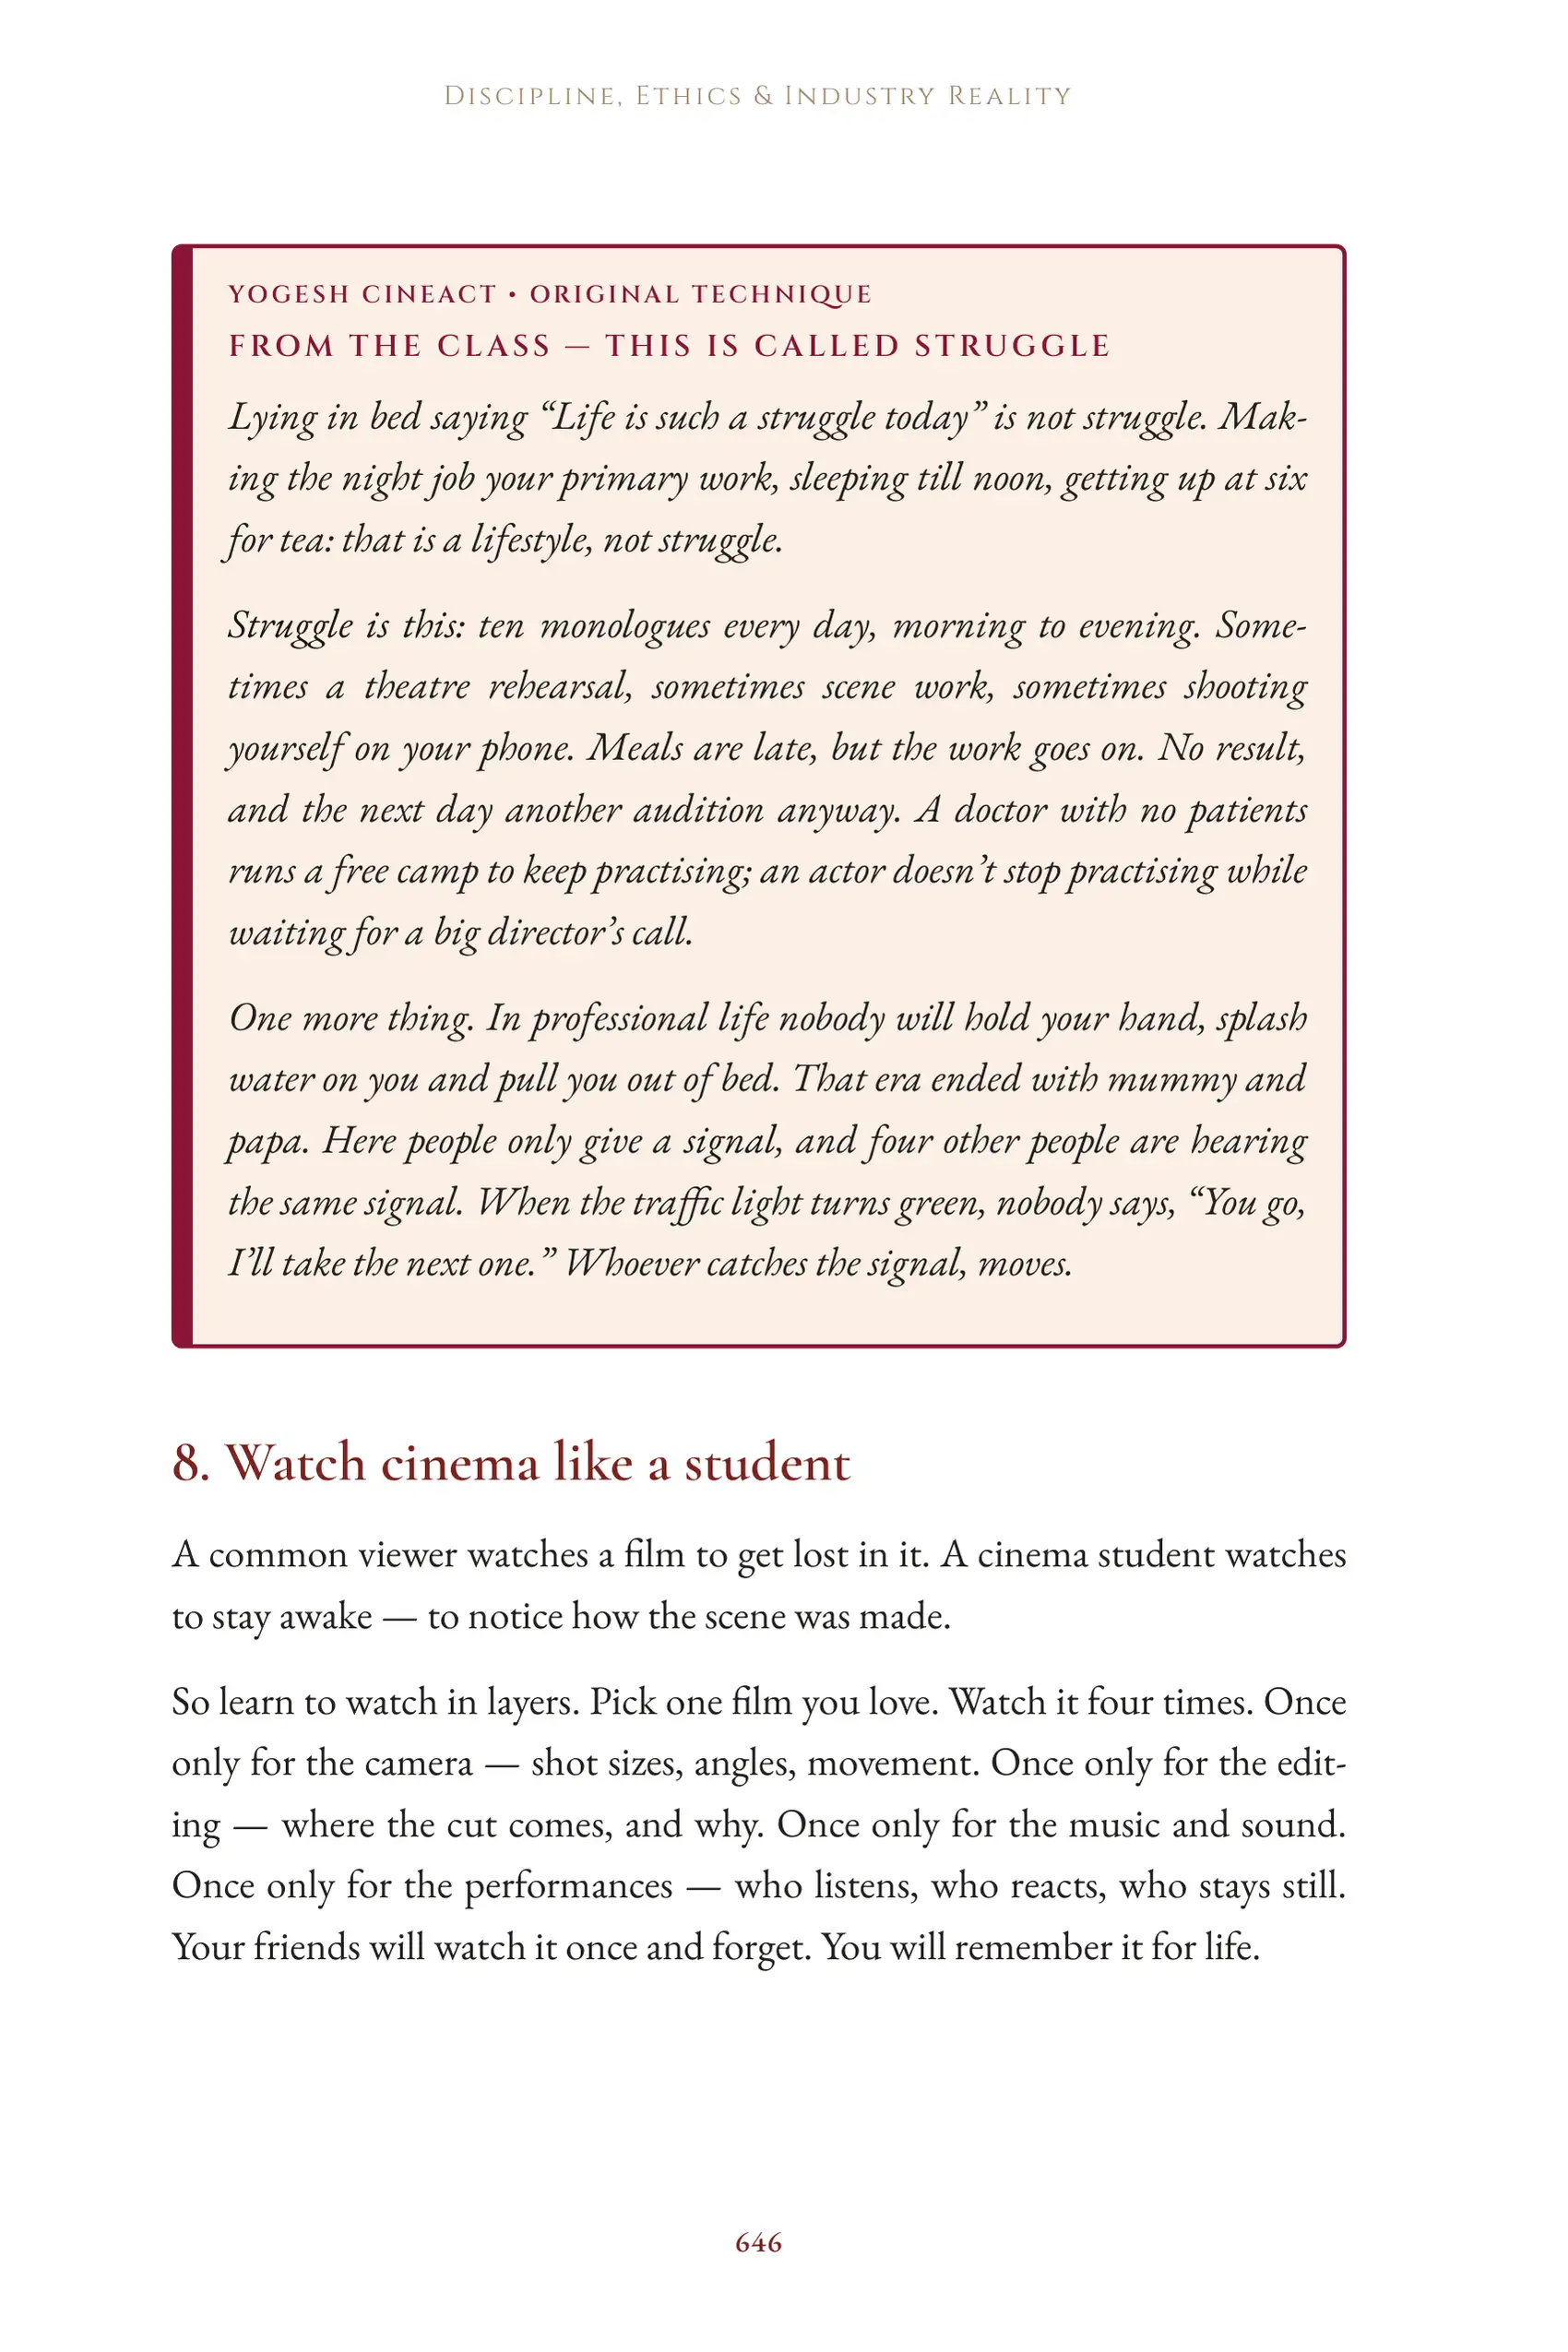 Discipline, Ethics & Industry Reality
YOGESH CINEACT • ORIGINAL TECHNIQUE
FROM THE CLASS — THIS IS CALLED STRUGGLE
Lying in bed saying “Life is such a struggle today” is not struggle. Mak-
ing the night job your primary work, sleeping till noon, getting up at six
for tea: that is a lifestyle, not struggle.
Struggle is this: ten monologues every day, morning to evening. Some-
times a theatre rehearsal, sometimes scene work, sometimes shooting
yourself on your phone. Meals are late, but the work goes on. No result,
and the next day another audition anyway. A doctor with no patients
runs a free camp to keep practising; an actor doesn’t stop practising while
waiting for a big director’s call.
One more thing. In professional life nobody will hold your hand, splash
water on you and pull you out of bed. That era ended with mummy and
papa. Here people only give a signal, and four other people are hearing
the same signal. When the traffic light turns green, nobody says, “You go,
I’ll take the next one.” Whoever catches the signal, moves.
8. Watch cinema like a student
A common viewer watches a film to get lost in it. A cinema student watches
to stay awake — to notice how the scene was made.
So learn to watch in layers. Pick one film you love. Watch it four times. Once
only for the camera — shot sizes, angles, movement. Once only for the edit-
ing — where the cut comes, and why. Once only for the music and sound.
Once only for the performances — who listens, who reacts, who stays still.
Your friends will watch it once and forget. You will remember it for life.
646